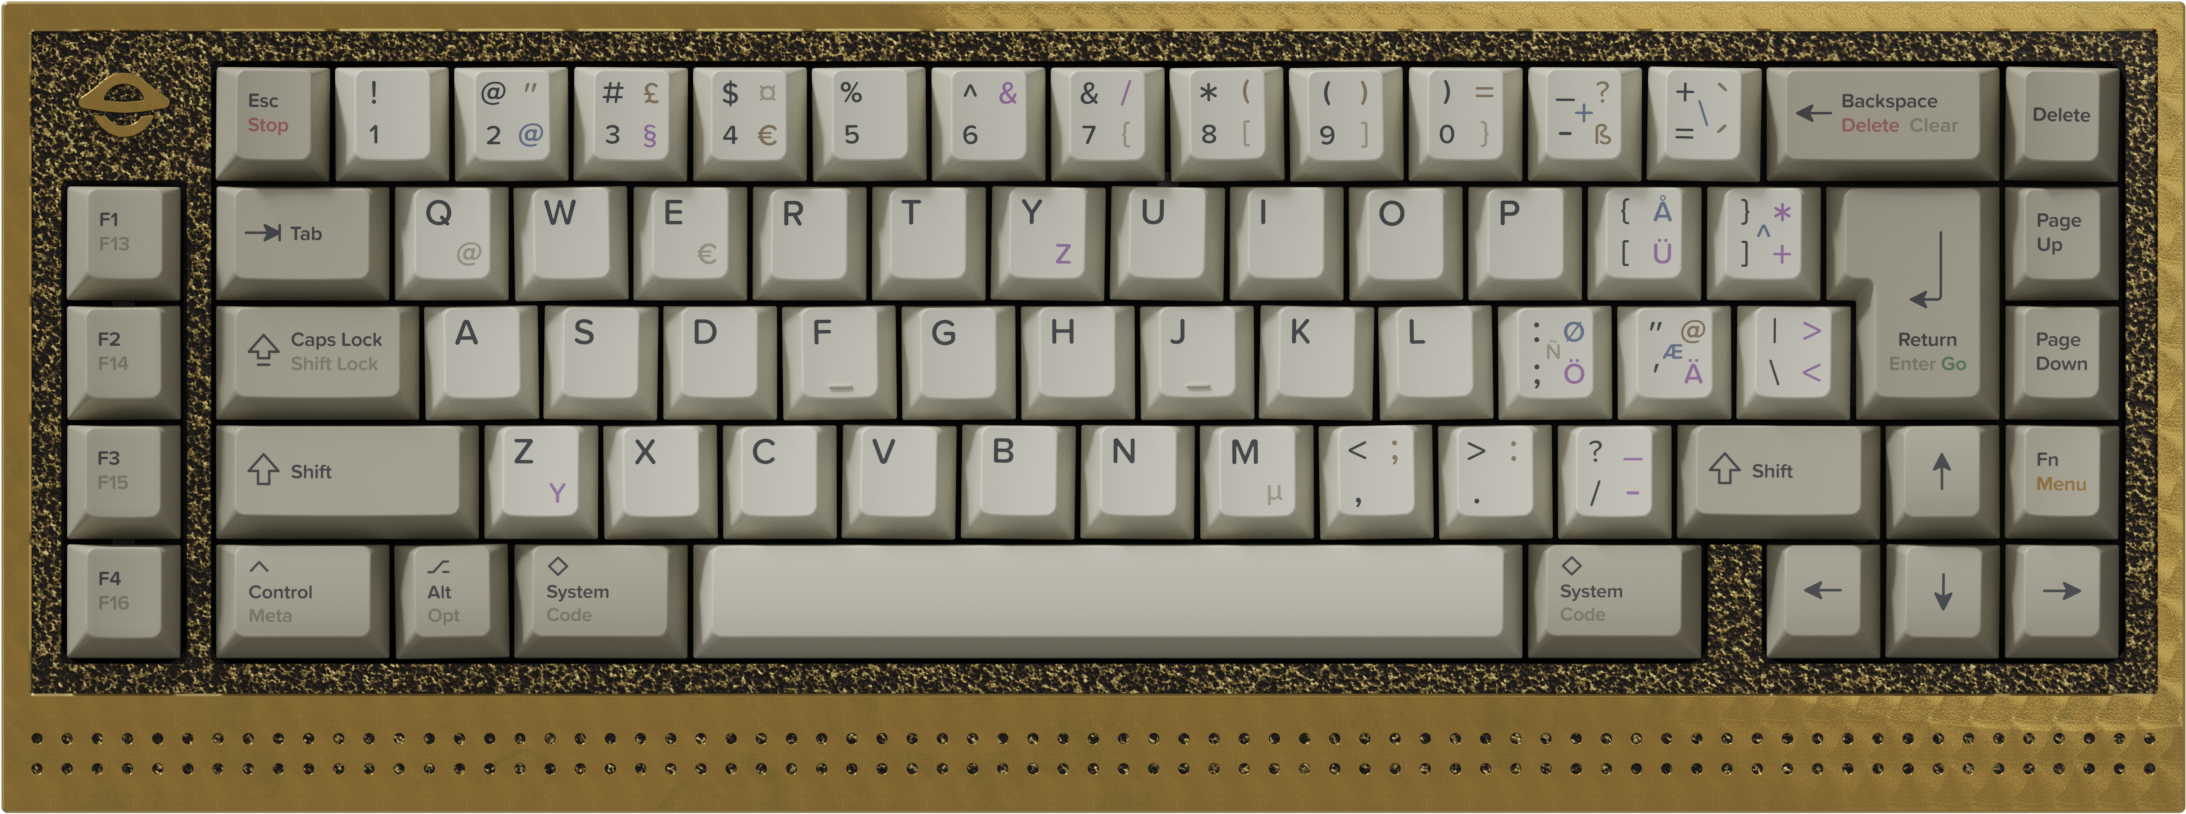 Esc
Stop
!
1
@ "
2 @
# £
3 §
$ ¤
4 €
%
5
^ &
6
& /
7 {
* (
8 [
( )
9 ]
) =
0 }
_ ?
+
- ß
+ `
\
= ´
Backspace
Delete Clear
Delete
F1
F13
Tab
Q
@
W
E
€
R
T
Y
Z
U
I
O
P
{ Å
[ Ü
} *
^
] +
Return
Enter Go
Page
Up
F2
F14
Caps Lock
Shift Lock
A
S
D
F
G
H
J
K
L
: Ø
Ñ
; Ö
" @
Æ
' Ä
| >
\ <
Page
Down
F3
F15
Shift
Z
Y
X
C
V
B
N
M
µ
< ;
,
> :
.
? _
/ -
Shift
Fn
Menu
F4
F16
Control
Meta
Alt
Opt
System
Code
System
Code